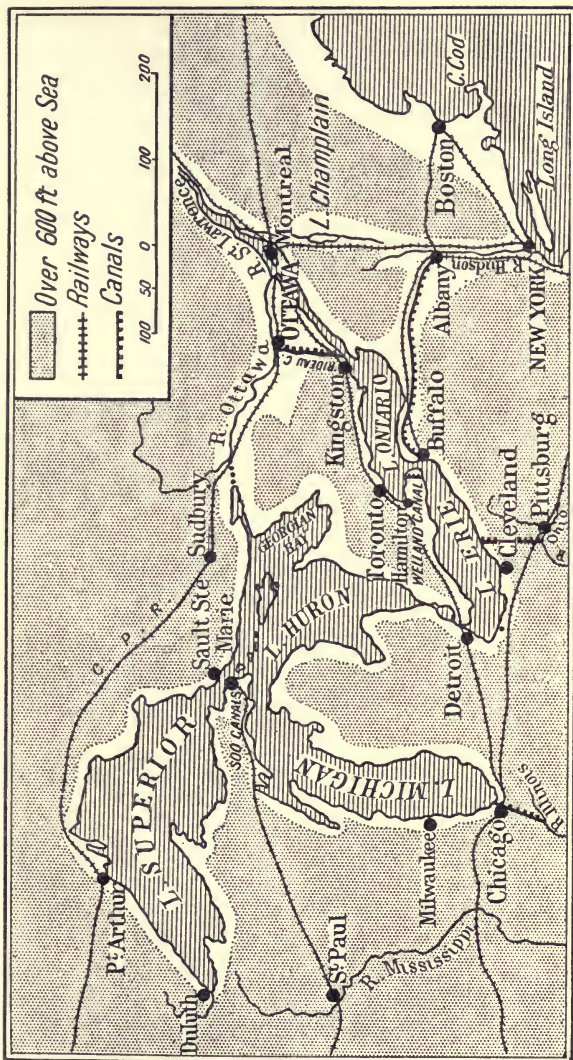 Over 600 ft above Sea
Railways
Canals
100 50 0 100 200
R. St Lawrence
L. Champlain
Montreal
OTTAWA
R. Ottawa
RIDEAU C.
Kingston
Sudbury
C. P. R.
Sault Ste
Marie
SOO CANALS
GEORGIAN
BAY
L. HURON
L. SUPERIOR
Pt Arthur
Duluth
St Paul
R. Mississippi
Milwaukee
L. MICHIGAN
Chicago
R. Illinois
Detroit
Toronto
Hamilton
WELLAND CANAL
L. ONTARIO
Buffalo
L. ERIE
Cleveland
Pittsburg
OHIO
R.
Albany
R. Hudson
NEW YORK
Boston
C. Cod
Long Island